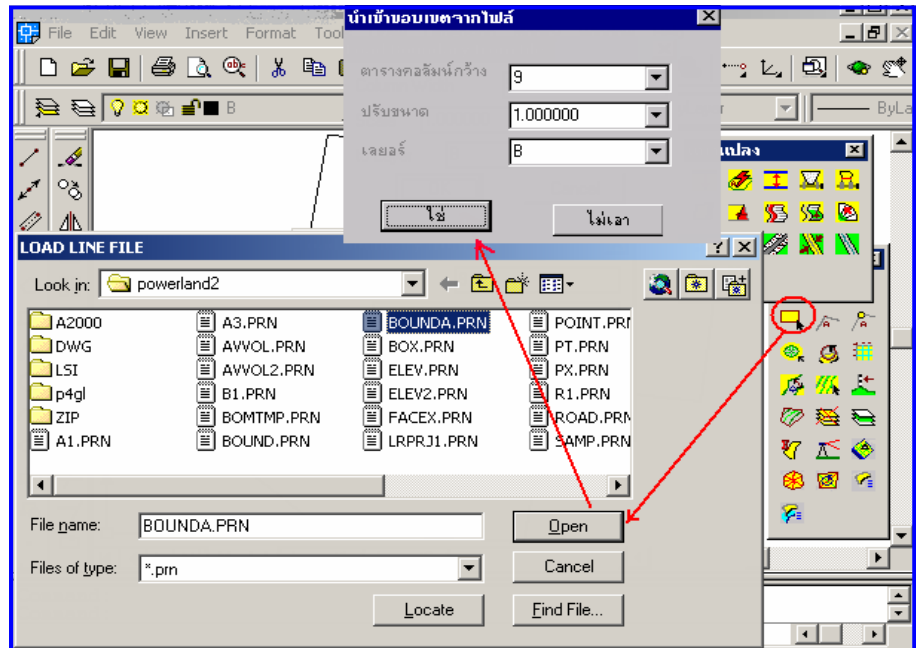 นำเข้าขอบเขตจากไฟล์
File Edit View Insert Format Tool
ตารางคอลัมน์กว้าง 9
ปรับขนาด 1.000000
เลยอร์ B
B
ByLa
แปลง
ใช่ ไม่เอา
LOAD LINE FILE
Look in: powerland2
A2000 A3.PRN BOUNDA.PRN POINT.PRN
DWG AVVOL.PRN BOX.PRN PT.PRN
LSI AVVOL2.PRN ELEV.PRN PX.PRN
p4gl B1.PRN ELEV2.PRN R1.PRN
ZIP BOMTMP.PRN FACEX.PRN ROAD.PRN
A1.PRN BOUND.PRN LRPRJ1.PRN SAMP.PRN
File name: BOUNDA.PRN Open
Files of type: *.prn Cancel
Locate Find File...